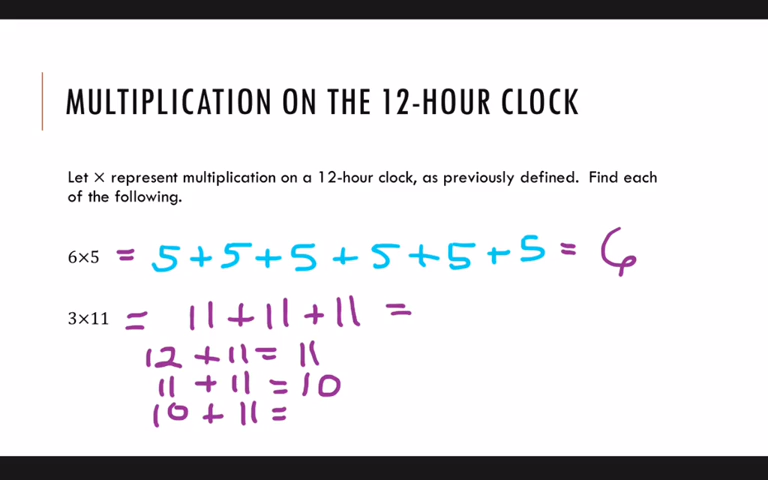 MULTIPLICATION ON THE 12-HOUR CLOCK
Let × represent multiplication on a 12-hour clock, as previously defined. Find each
of the following.
6×5 = 5 + 5 + 5 + 5 + 5 + 5 = 6
3×11 = 11 + 11 + 11 =
12 + 11 = 11
11 + 11 = 10
10 + 11 =